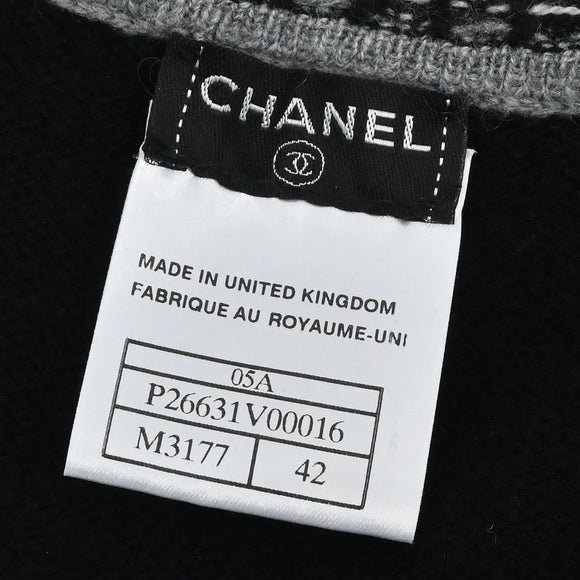 CHANEL
MADE IN UNITED KINGDOM
FABRIQUE AU ROYAUME-UNI
05A
P26631V00016
M3177 42